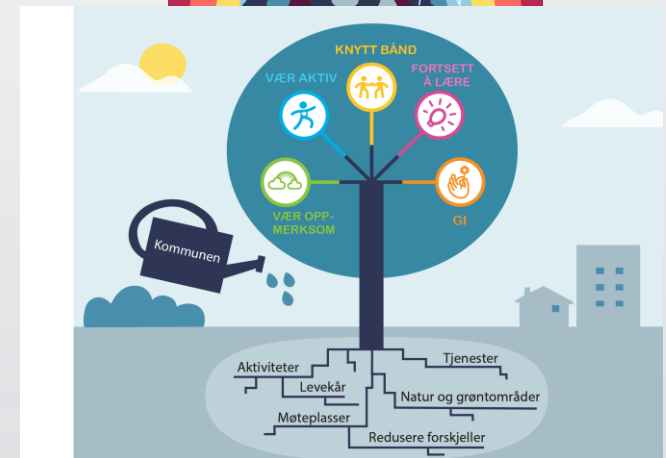 KNYTT BÅND
VÆR AKTIV
FORTSETT
Å LÆRE
VÆR OPP-
MERKSOM
GI
Kommunen
Aktiviteter
Tjenester
Levekår
Natur og grøntområder
Møteplasser
Redusere forskjeller